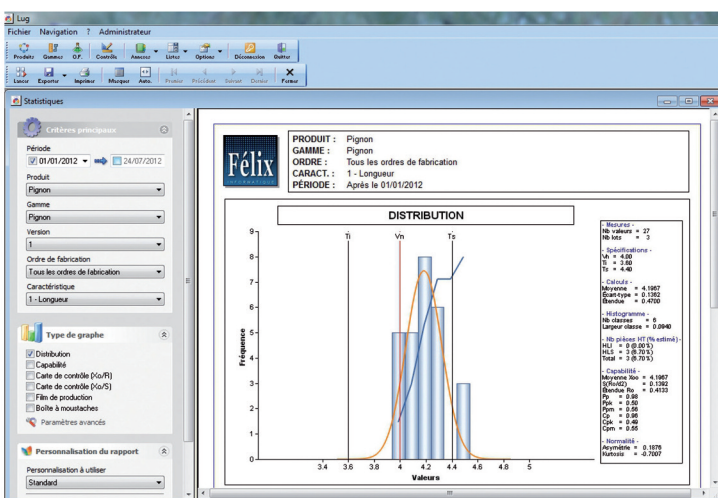 Lug
Fichier Navigation ? Administrateur
Produits Gammes O.F. Contrôle Annexes Listes Options Déconnexion Quitter
Lancer Exporter Imprimer Masquer Auto. Premier Précédent Suivant Dernier Fermer
Statistiques
Critères principaux
Période
01/01/2012 24/07/2012
Produit
Pignon
Gamme
Pignon
Version
1
Ordre de fabrication
Tous les ordres de fabrication
Caractéristique
1 - Longueur
Type de graphe
Distribution
Capabilité
Carte de contrôle (Xo/R)
Carte de contrôle (Xo/S)
Film de production
Boîte à moustaches
Paramètres avancés
Personnalisation du rapport
Personnalisation à utiliser
Standard
Félix
INFORMATIQUE
PRODUIT : Pignon
GAMME : Pignon
ORDRE : Tous les ordres de fabrication
CARACT. : 1 - Longueur
PÉRIODE : Après le 01/01/2012
DISTRIBUTION
Ti Vn Ts
Fréquence
9
8
7
6
5
4
3
2
1
0
3.4 3.6 3.8 4 4.2 4.4 4.6 4.8 5
Valeurs
- Mesures -
Nb valeurs = 27
Nb lots = 3
- Spécifications -
Vn = 4.00
Ti = 3.60
Ts = 4.40
- Calculs -
Moyenne = 4.1967
Écart-type = 0.1362
Étendue = 0.4700
- Histogramme -
Nb classes = 6
Largeur classe = 0.0940
- Nb pièces HT (% estimé) -
HLI = 0 (0.00 %)
HLS = 3 (6.70 %)
Total = 3 (6.70 %)
- Capabilité -
Moyenne Xoo = 4.1967
S(Ro/d2) = 0.1392
Étendue Ro = 0.4133
Pp = 0.98
Ppk = 0.50
Ppm = 0.56
Cp = 0.96
Cpk = 0.49
Cpm = 0.55
- Normalité -
Asymétrie = 0.1876
Kurtosis = -0.7007